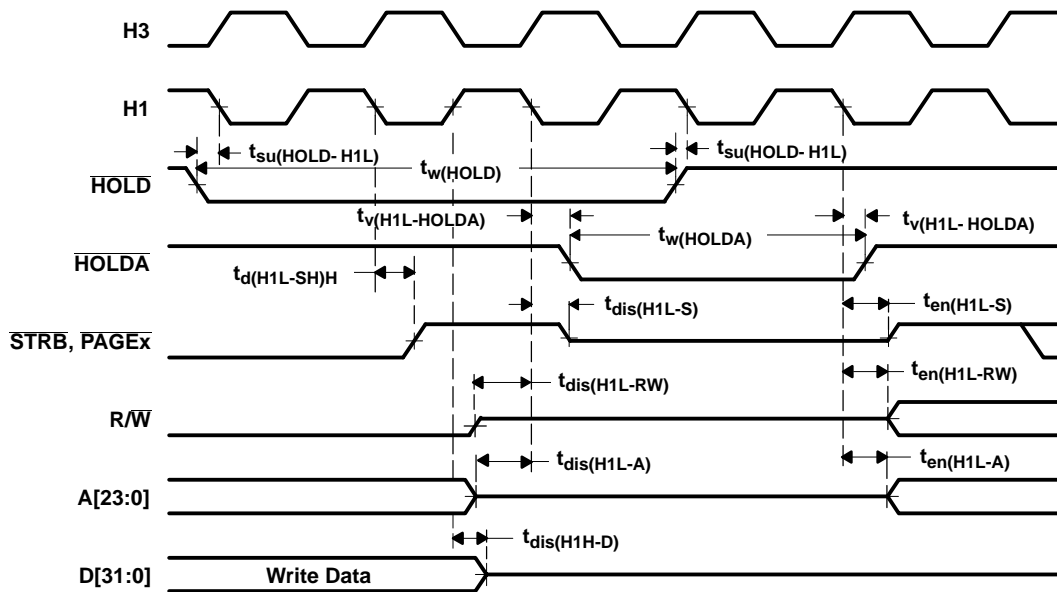 H3
H1
tsu(HOLD- H1L)
tsu(HOLD- H1L)
tw(HOLD)
HOLD
tv(H1L-HOLDA)
tv(H1L- HOLDA)
tw(HOLDA)
HOLDA
td(H1L-SH)H
tdis(H1L-S)
ten(H1L-S)
STRB, PAGEx
tdis(H1L-RW)
ten(H1L-RW)
R/W
tdis(H1L-A)
ten(H1L-A)
A[23:0]
tdis(H1H-D)
D[31:0]
Write Data